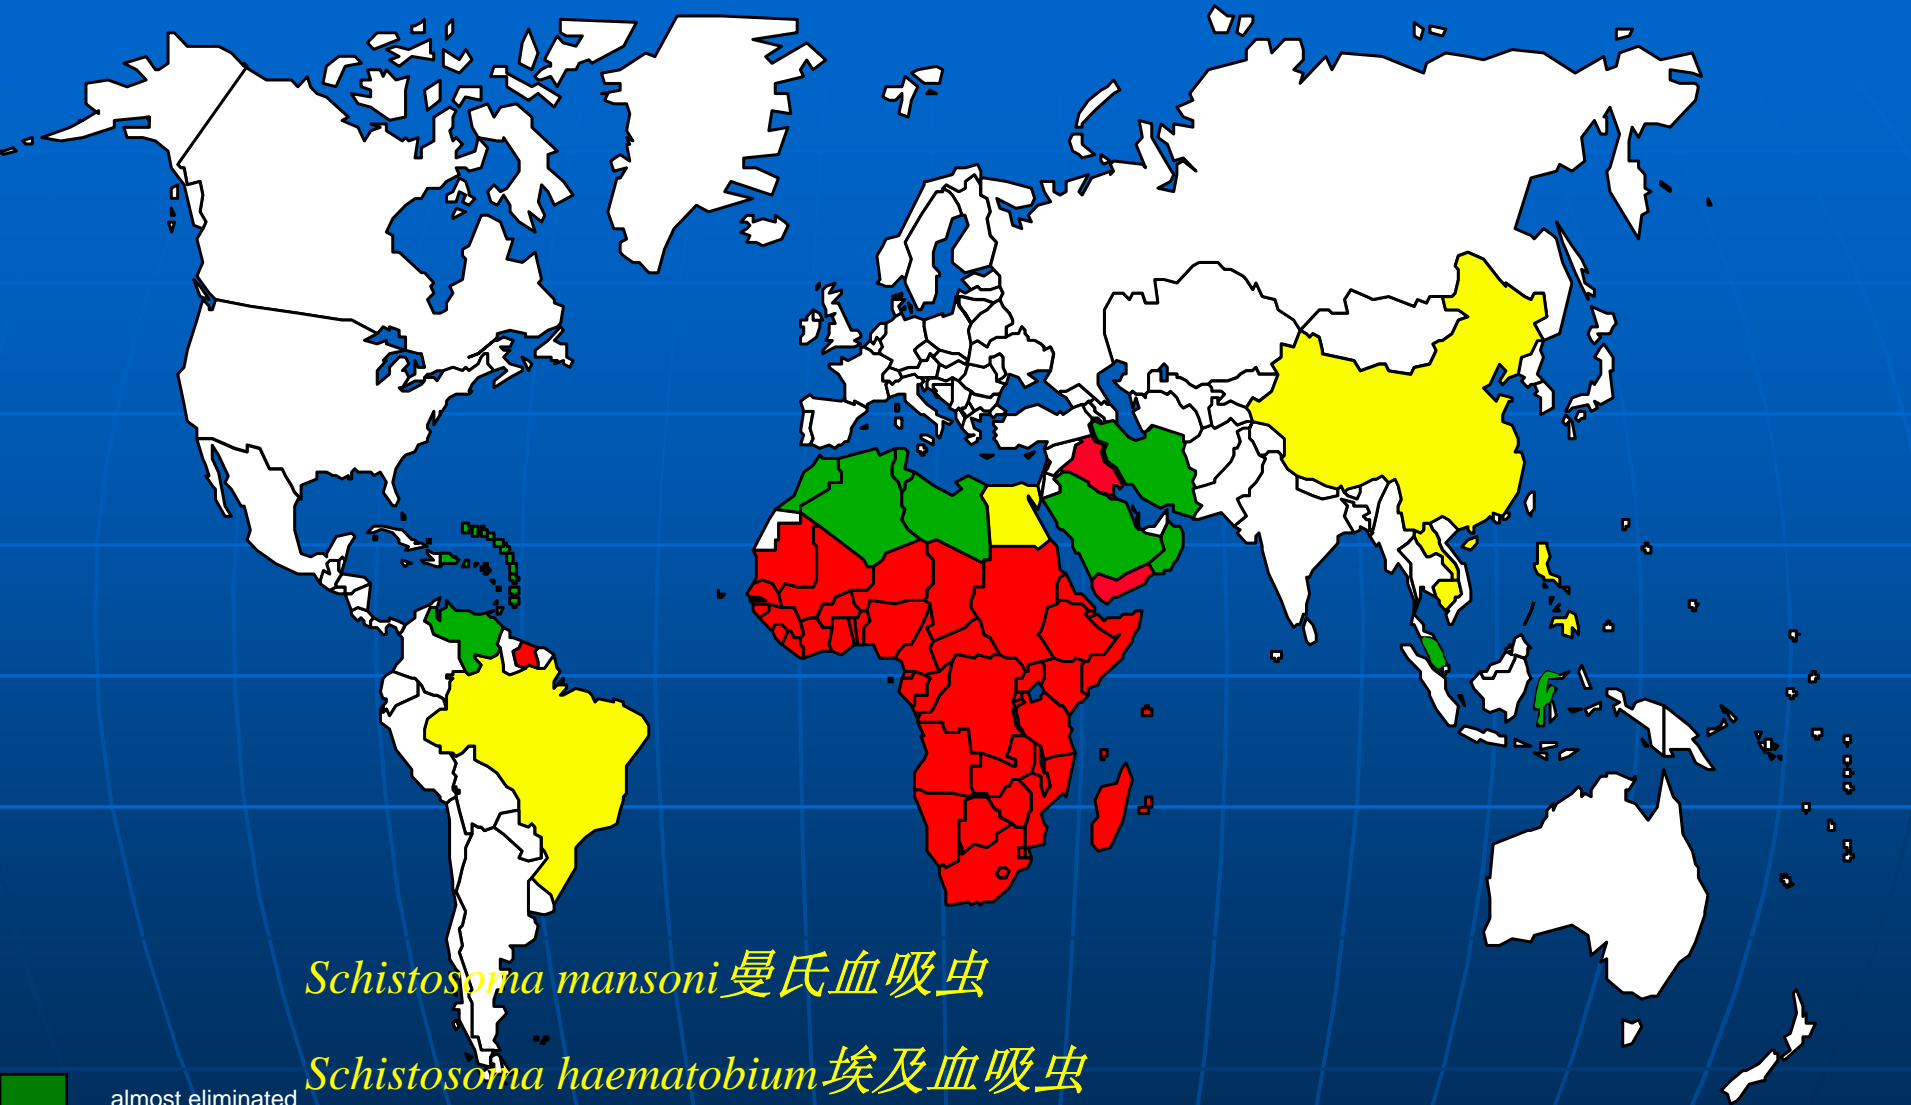 Schistosoma mansoni曼氏血吸虫
Schistosoma haematobium埃及血吸虫
almost eliminated